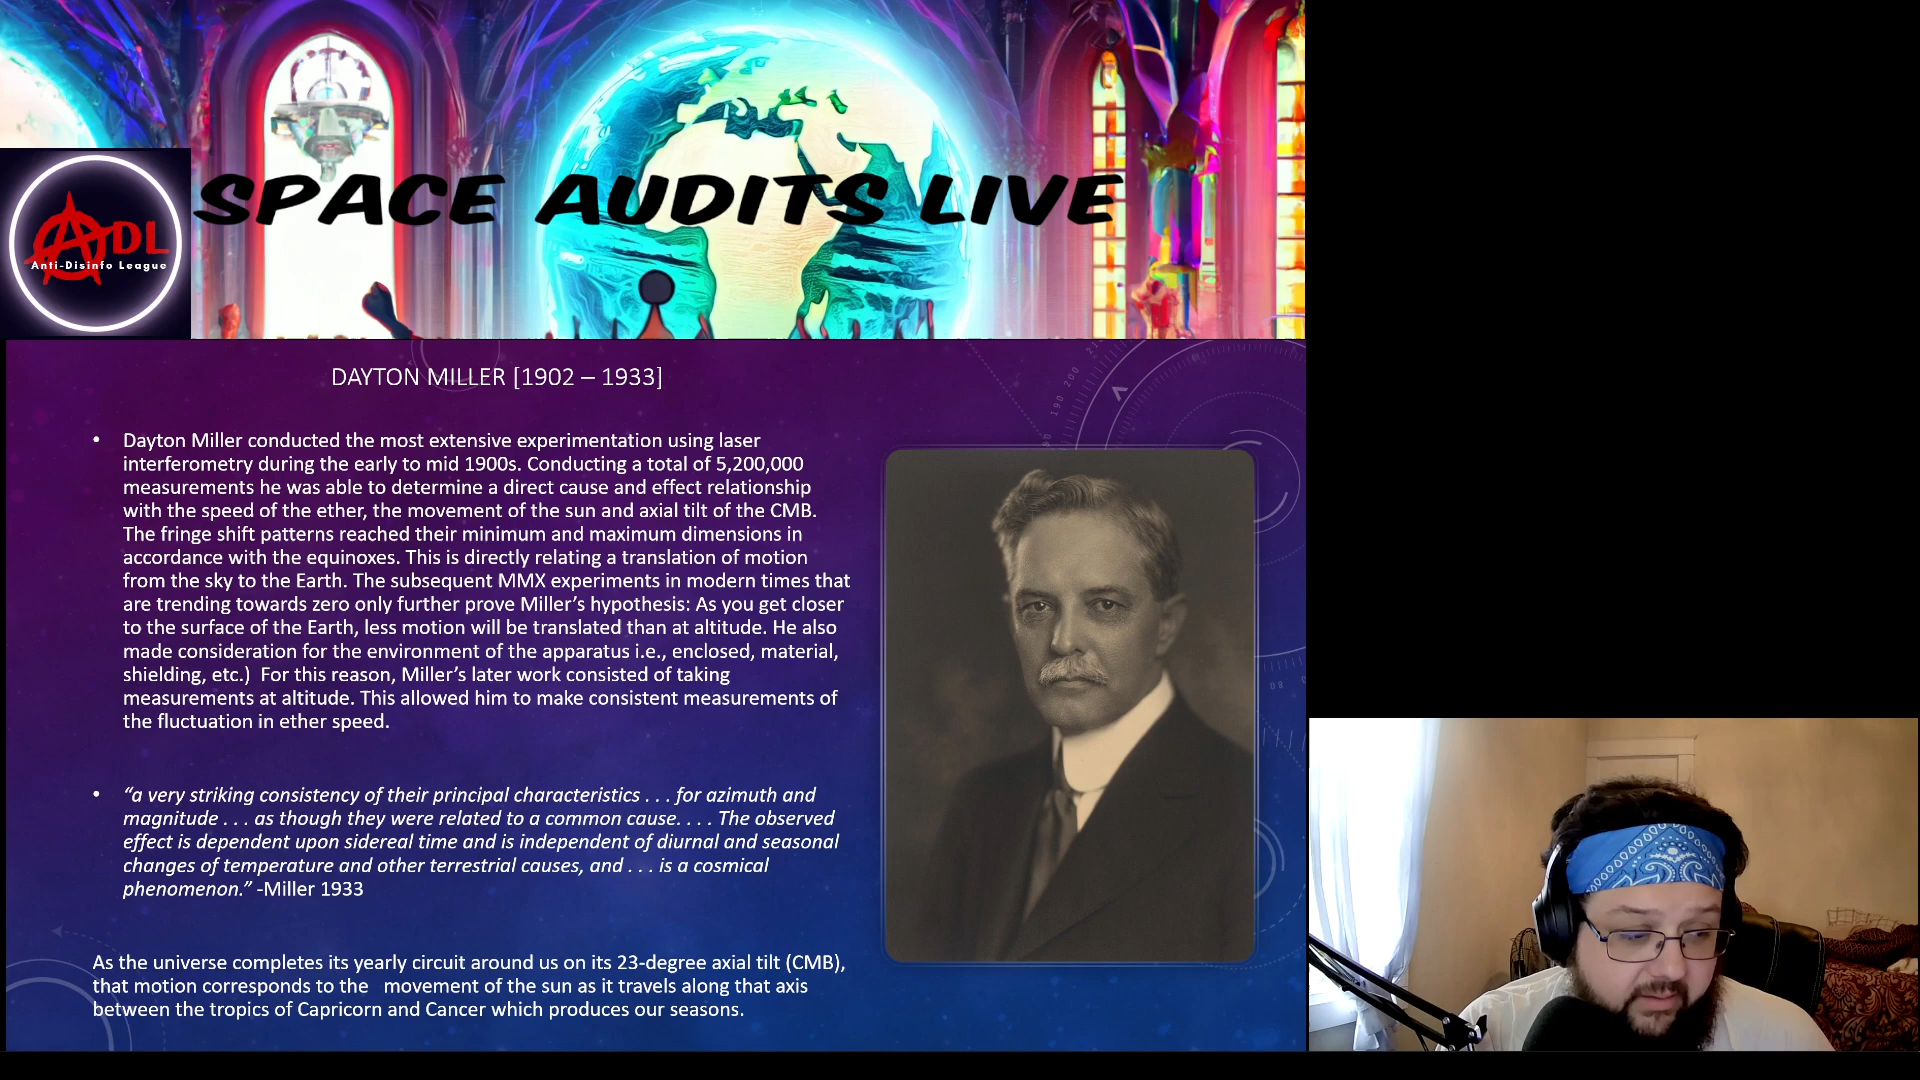 SPACE AUDITS LIVE
ADL
Anti-Disinfo League
DAYTON MILLER [1902 – 1933]
• Dayton Miller conducted the most extensive experimentation using laser
interferometry during the early to mid 1900s. Conducting a total of 5,200,000
measurements he was able to determine a direct cause and effect relationship
with the speed of the ether, the movement of the sun and axial tilt of the CMB.
The fringe shift patterns reached their minimum and maximum dimensions in
accordance with the equinoxes. This is directly relating a translation of motion
from the sky to the Earth. The subsequent MMX experiments in modern times that
are trending towards zero only further prove Miller’s hypothesis: As you get closer
to the surface of the Earth, less motion will be translated than at altitude. He also
made consideration for the environment of the apparatus i.e., enclosed, material,
shielding, etc.)  For this reason, Miller’s later work consisted of taking
measurements at altitude. This allowed him to make consistent measurements of
the fluctuation in ether speed.
• “a very striking consistency of their principal characteristics . . . for azimuth and
magnitude . . . as though they were related to a common cause. . . . The observed
effect is dependent upon sidereal time and is independent of diurnal and seasonal
changes of temperature and other terrestrial causes, and . . . is a cosmical
phenomenon.” -Miller 1933
As the universe completes its yearly circuit around us on its 23-degree axial tilt (CMB),
that motion corresponds to the   movement of the sun as it travels along that axis
between the tropics of Capricorn and Cancer which produces our seasons.
200
190
80